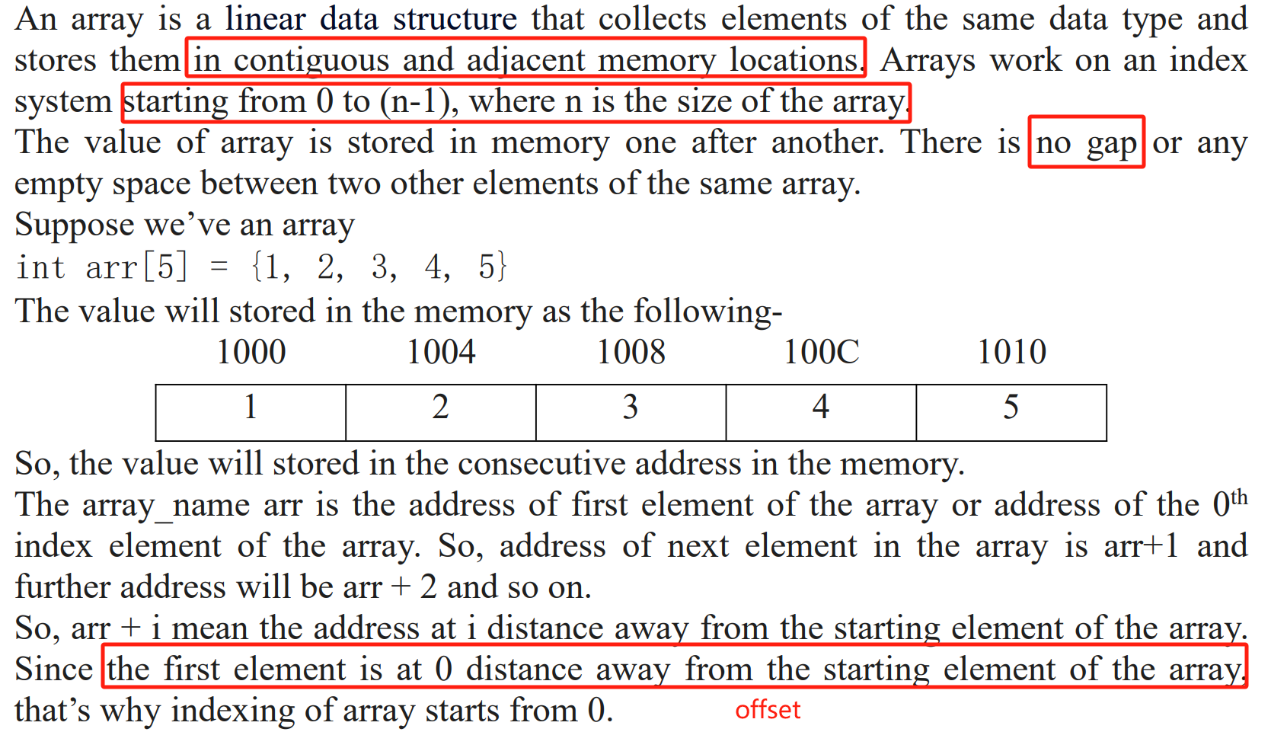 An array is a linear data structure that collects elements of the same data type and
stores them in contiguous and adjacent memory locations. Arrays work on an index
system starting from 0 to (n-1), where n is the size of the array.
The value of array is stored in memory one after another. There is no gap or any
empty space between two other elements of the same array.
Suppose we’ve an array
int arr[5] = {1, 2, 3, 4, 5}
The value will stored in the memory as the following-
1000 1004 1008 100C 1010
1 2 3 4 5
So, the value will stored in the consecutive address in the memory.
The array_name arr is the address of first element of the array or address of the 0th
index element of the array. So, address of next element in the array is arr+1 and
further address will be arr + 2 and so on.
So, arr + i mean the address at i distance away from the starting element of the array.
Since the first element is at 0 distance away from the starting element of the array,
that’s why indexing of array starts from 0.
offset